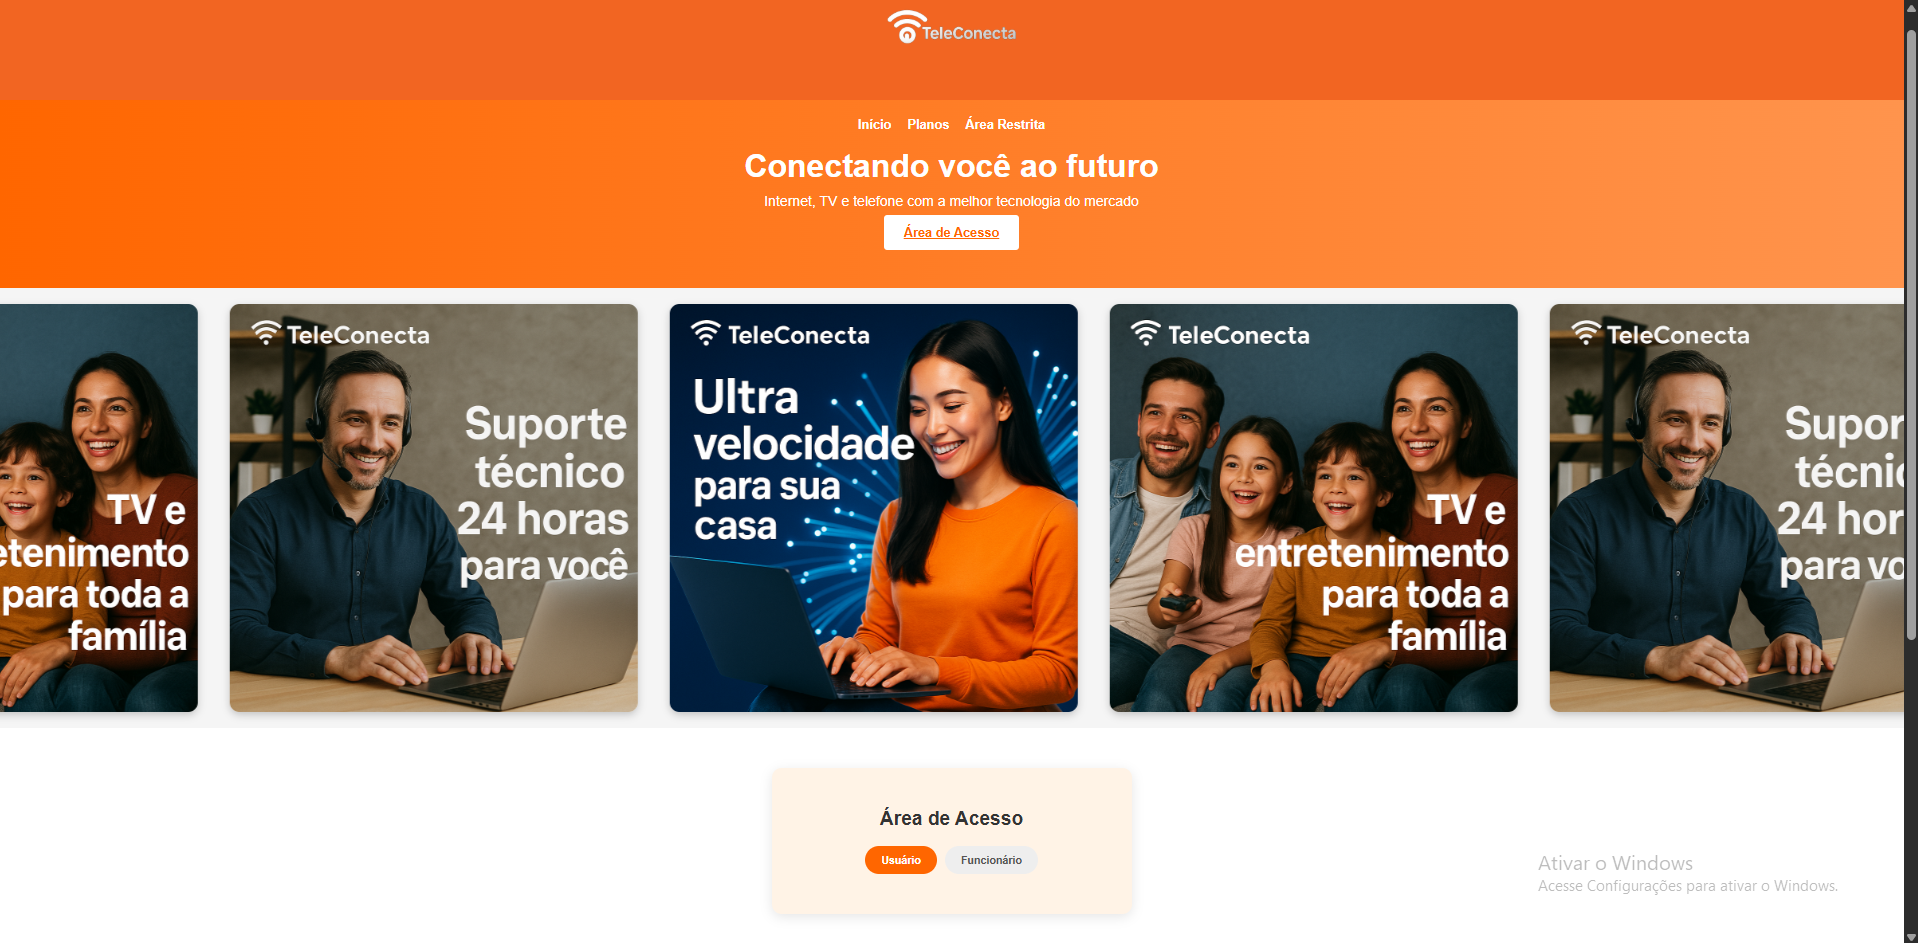 TeleConecta
Início Planos Área Restrita
Conectando você ao futuro
Internet, TV e telefone com a melhor tecnologia do mercado
Área de Acesso
TV e
etenimento
para toda a
família
TeleConecta
Suporte
técnico
24 horas
para você
TeleConecta
Ultra
velocidade
para sua
casa
TeleConecta
TV e
entretenimento
para toda a
família
TeleConecta
Supor
técnic
24 hor
para vo
Área de Acesso
Usuário Funcionário
Ativar o Windows
Acesse Configurações para ativar o Windows.